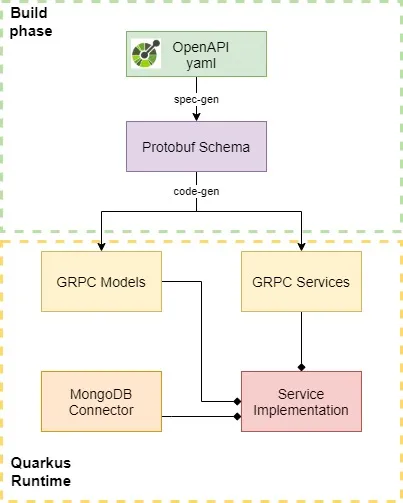 Build
phase
OpenAPI
yaml
spec-gen
Protobuf Schema
code-gen
GRPC Models
GRPC Services
MongoDB
Connector
Service
Implementation
Quarkus
Runtime